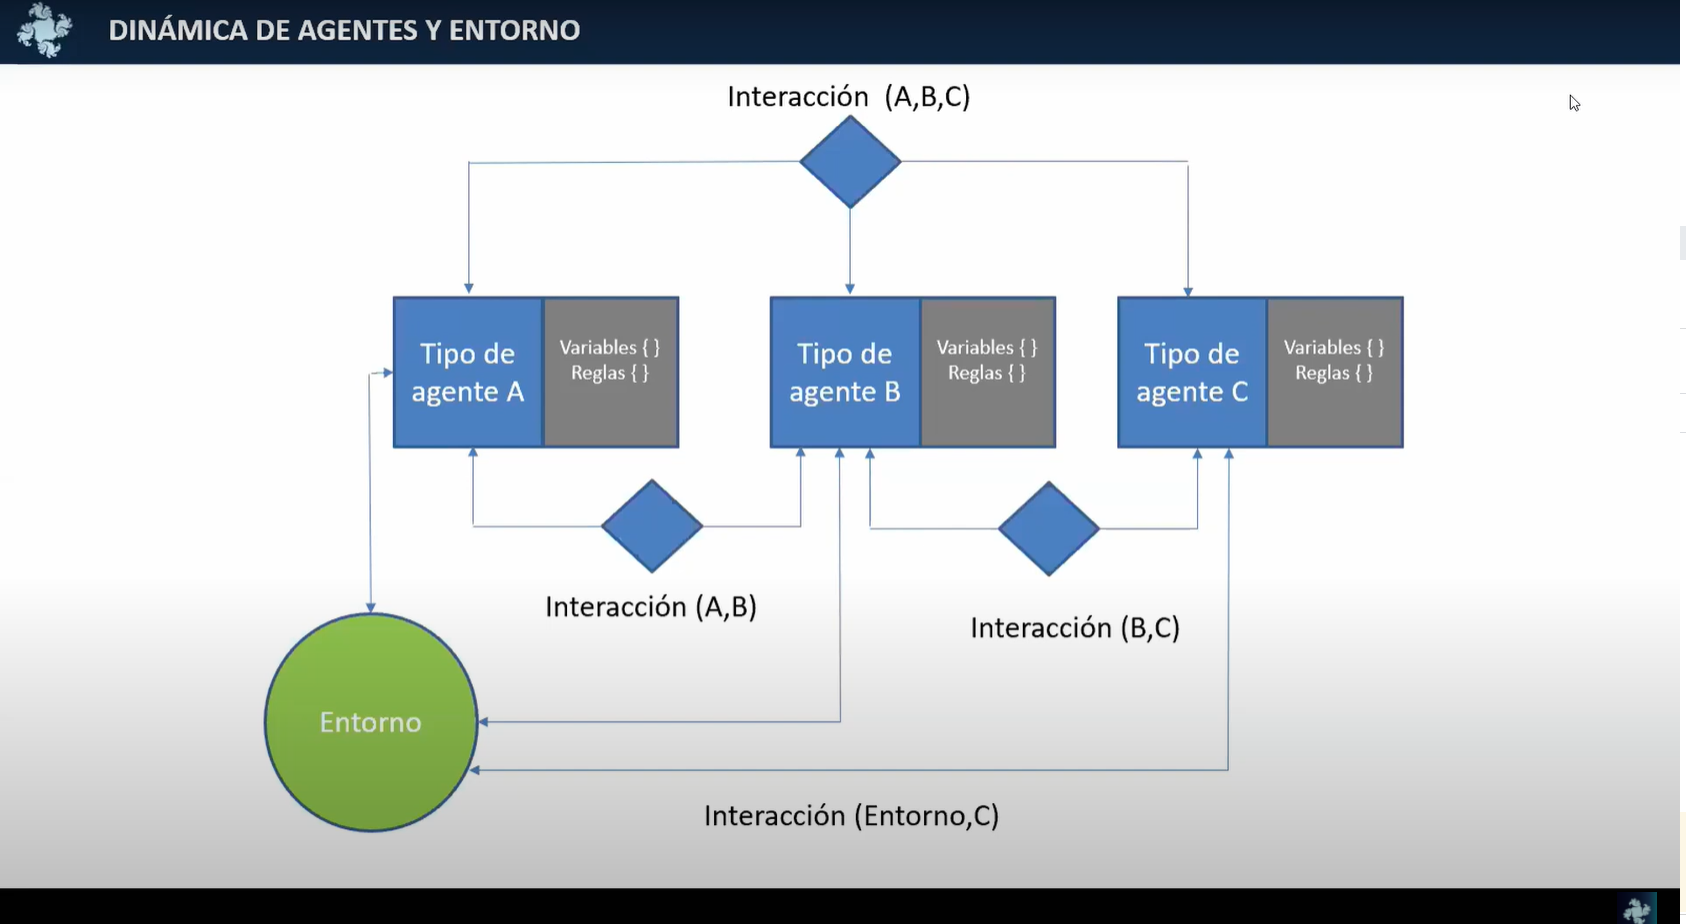 DINÁMICA DE AGENTES Y ENTORNO
Interacción (A,B,C)
Tipo de
agente A
Variables { }
Reglas { }
Tipo de
agente B
Variables { }
Reglas { }
Tipo de
agente C
Variables { }
Reglas { }
Interacción (A,B)
Interacción (B,C)
Entorno
Interacción (Entorno,C)